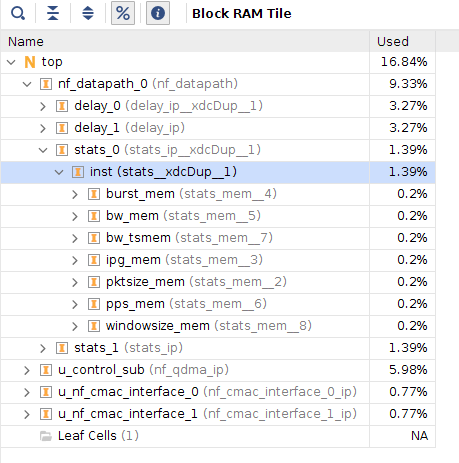 % i Block RAM Tile
Name Used
N top 16.84%
I nf_datapath_0 (nf_datapath) 9.33%
I delay_0 (delay_ip__xdcDup__1) 3.27%
I delay_1 (delay_ip) 3.27%
I stats_0 (stats_ip__xdcDup__1) 1.39%
I inst (stats__xdcDup__1) 1.39%
I burst_mem (stats_mem__4) 0.2%
I bw_mem (stats_mem__5) 0.2%
I bw_tsmem (stats_mem__7) 0.2%
I ipg_mem (stats_mem__3) 0.2%
I pktsize_mem (stats_mem__2) 0.2%
I pps_mem (stats_mem__6) 0.2%
I windowsize_mem (stats_mem__8) 0.2%
I stats_1 (stats_ip) 1.39%
I u_control_sub (nf_qdma_ip) 5.98%
I u_nf_cmac_interface_0 (nf_cmac_interface_0_ip) 0.77%
I u_nf_cmac_interface_1 (nf_cmac_interface_1_ip) 0.77%
Leaf Cells (1) NA